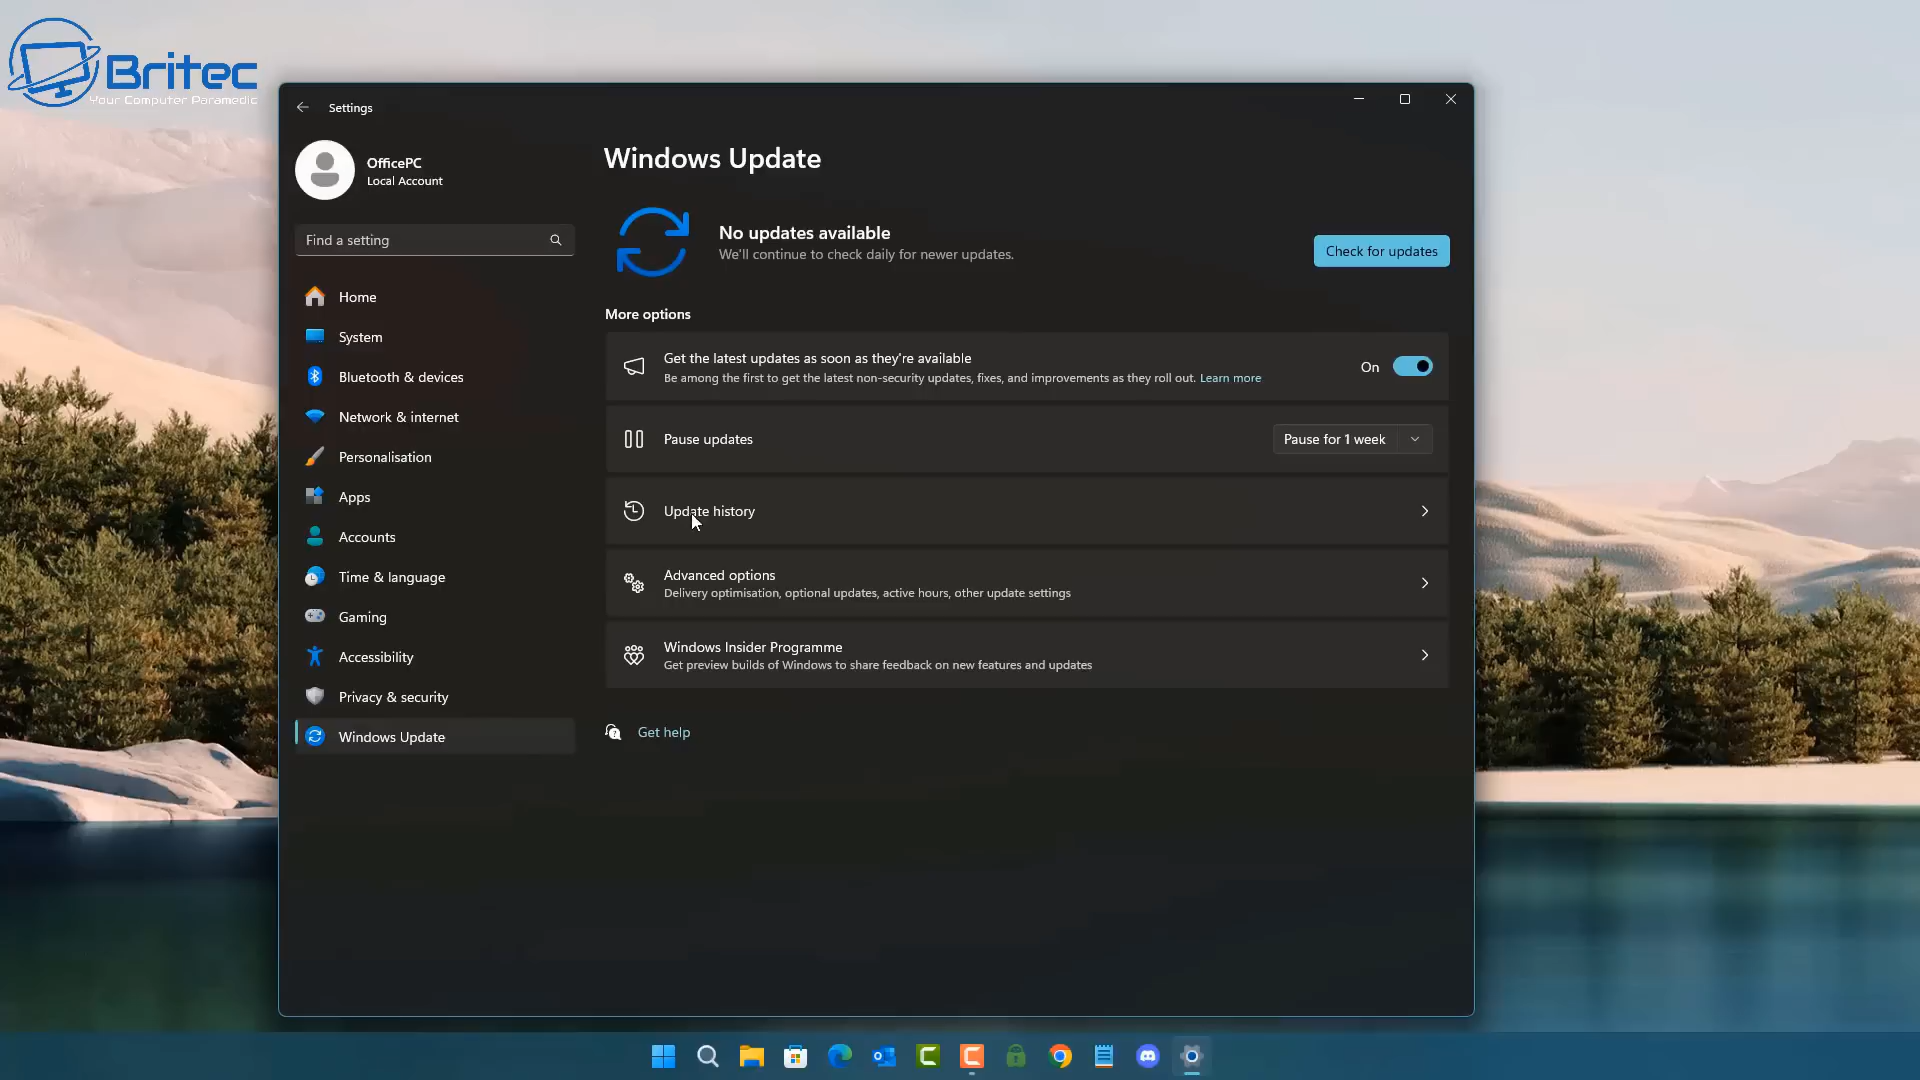 Britec
Your Computer Paramedic
Settings
OfficePC
Local Account
Find a setting
Home
System
Bluetooth & devices
Network & internet
Personalisation
Apps
Accounts
Time & language
Gaming
Accessibility
Privacy & security
Windows Update
Windows Update
No updates available
We'll continue to check daily for newer updates.
Check for updates
More options
Get the latest updates as soon as they're available
Be among the first to get the latest non-security updates, fixes, and improvements as they roll out. Learn more
On
Pause updates
Pause for 1 week
Update history
Advanced options
Delivery optimisation, optional updates, active hours, other update settings
Windows Insider Programme
Get preview builds of Windows to share feedback on new features and updates
Get help